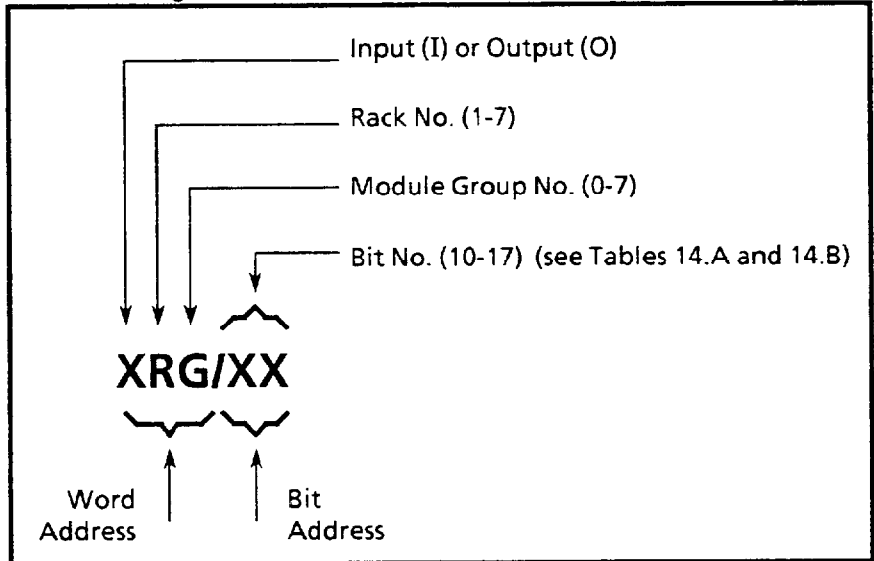 Input (I) or Output (O)
Rack No. (1-7)
Module Group No. (0-7)
Bit No. (10-17) (see Tables 14.A and 14.B)
XRG/XX
Word Address
Bit Address